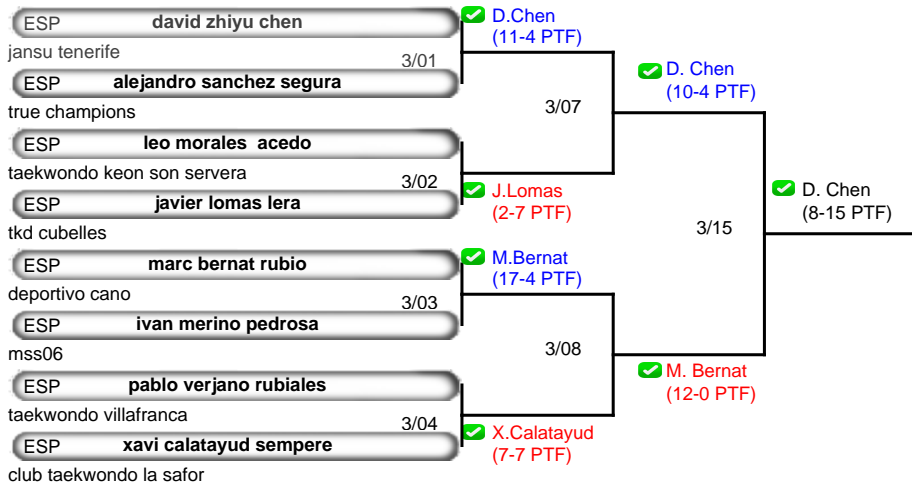 ESP david zhiyu chen
jansu tenerife
3/01
ESP alejandro sanchez segura
true champions
ESP leo morales acedo
taekwondo keon son servera
3/02
ESP javier lomas lera
tkd cubelles
ESP marc bernat rubio
deportivo cano
3/03
ESP ivan merino pedrosa
mss06
ESP pablo verjano rubiales
taekwondo villafranca
3/04
ESP xavi calatayud sempere
club taekwondo la safor
D.Chen
(11-4 PTF)
3/07
J.Lomas
(2-7 PTF)
M.Bernat
(17-4 PTF)
3/08
X.Calatayud
(7-7 PTF)
D. Chen
(10-4 PTF)
3/15
M. Bernat
(12-0 PTF)
D. Chen
(8-15 PTF)